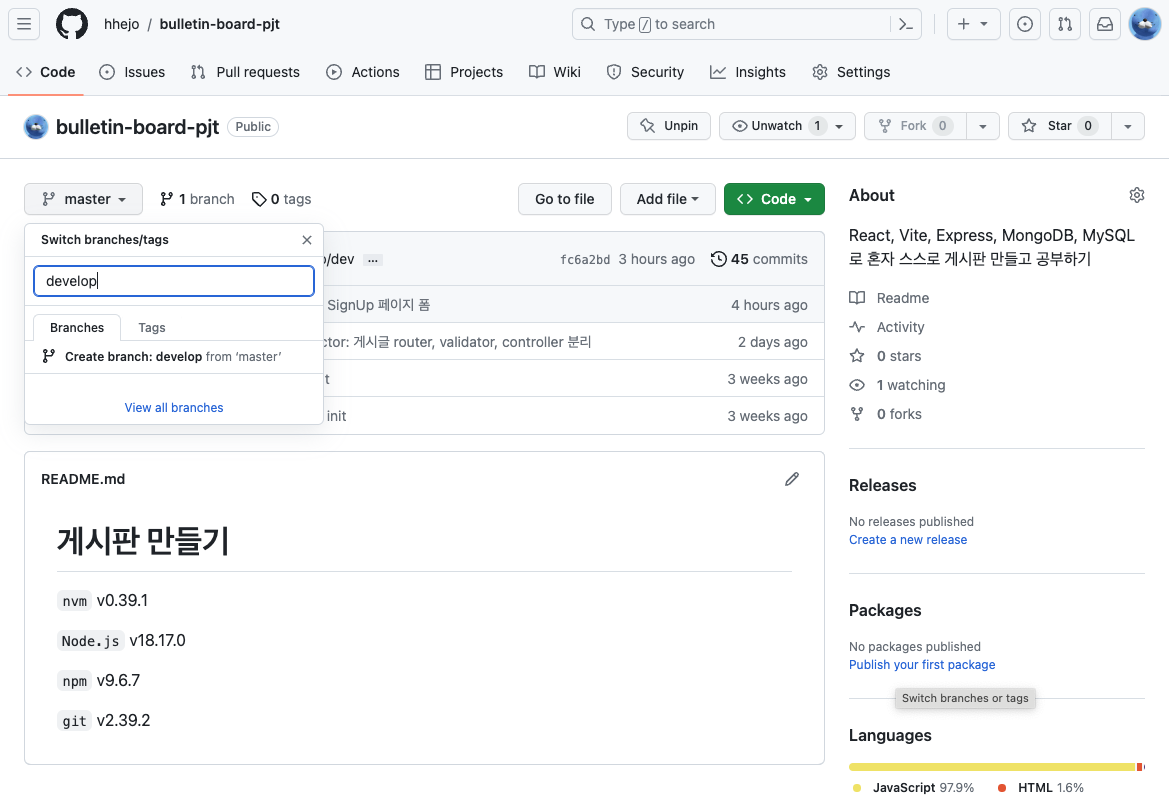 hhejo / bulletin-board-pjt
Type / to search
Code Issues Pull requests Actions Projects Wiki Security Insights Settings
bulletin-board-pjt Public
Unpin Unwatch 1 Fork 0 Star 0
master 1 branch 0 tags Go to file Add file Code
Switch branches/tags
develop
Branches Tags
Create branch: develop from ‘master’
View all branches
/dev ... fc6a2bd 3 hours ago 45 commits
SignUp 페이지 폼 4 hours ago
ctor: 게시글 router, validator, controller 분리 2 days ago
3 weeks ago
init 3 weeks ago
README.md
게시판 만들기
nvm v0.39.1
Node.js v18.17.0
npm v9.6.7
git v2.39.2
About
React, Vite, Express, MongoDB, MySQL
로 혼자 스스로 게시판 만들고 공부하기
Readme
Activity
0 stars
1 watching
0 forks
Releases
No releases published
Create a new release
Packages
No packages published
Publish your first package
Switch branches or tags
Languages
JavaScript 97.9% HTML 1.6%